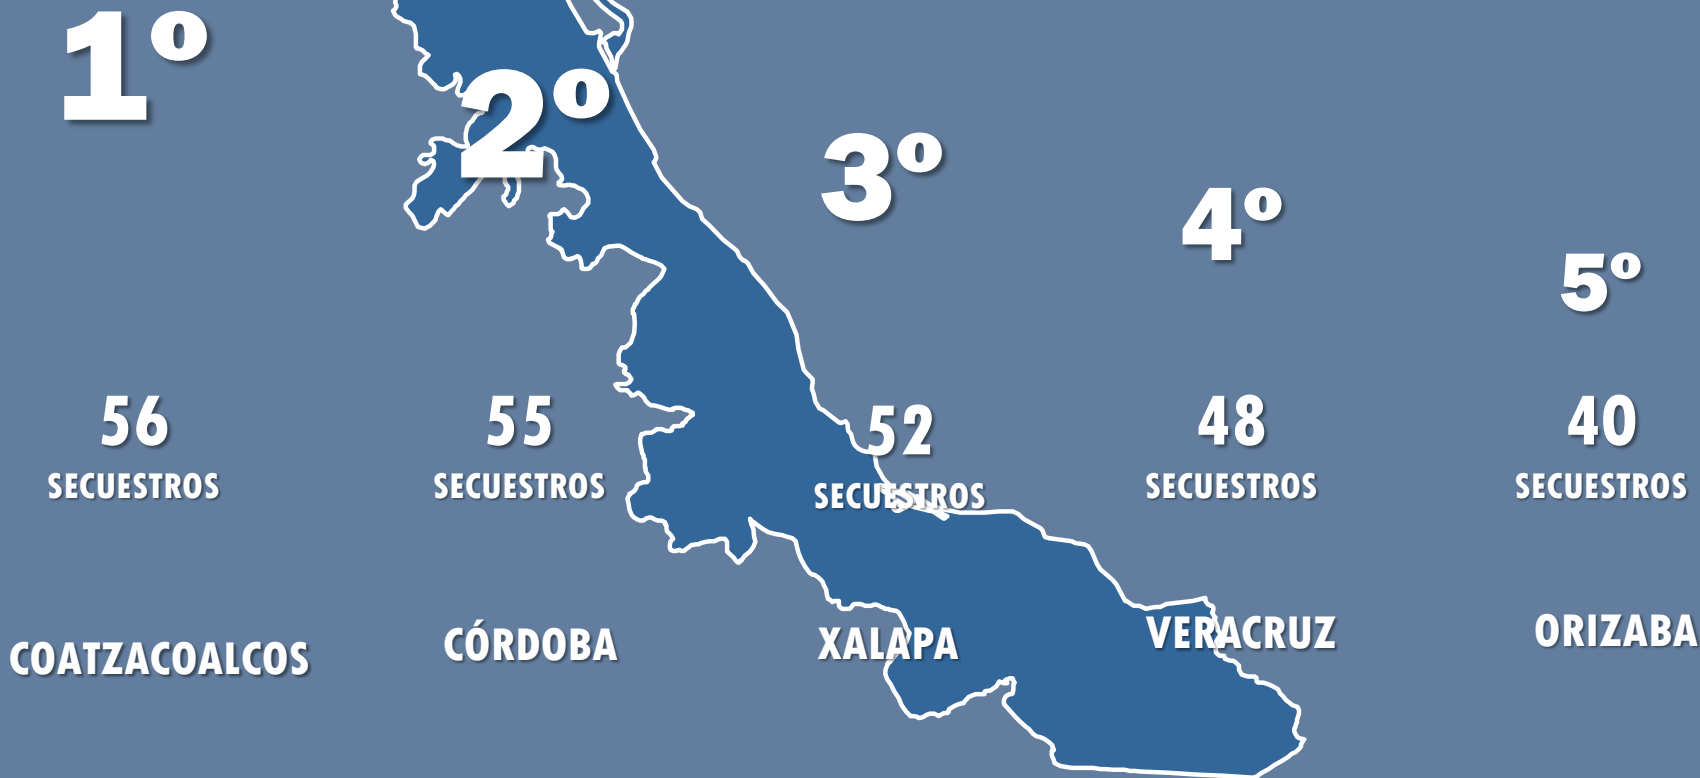 1º
2º
3º
4º
5º
56
SECUESTROS
55
SECUESTROS
52
SECUESTROS
48
SECUESTROS
40
SECUESTROS
COATZACOALCOS
CÓRDOBA
XALAPA
VERACRUZ
ORIZABA